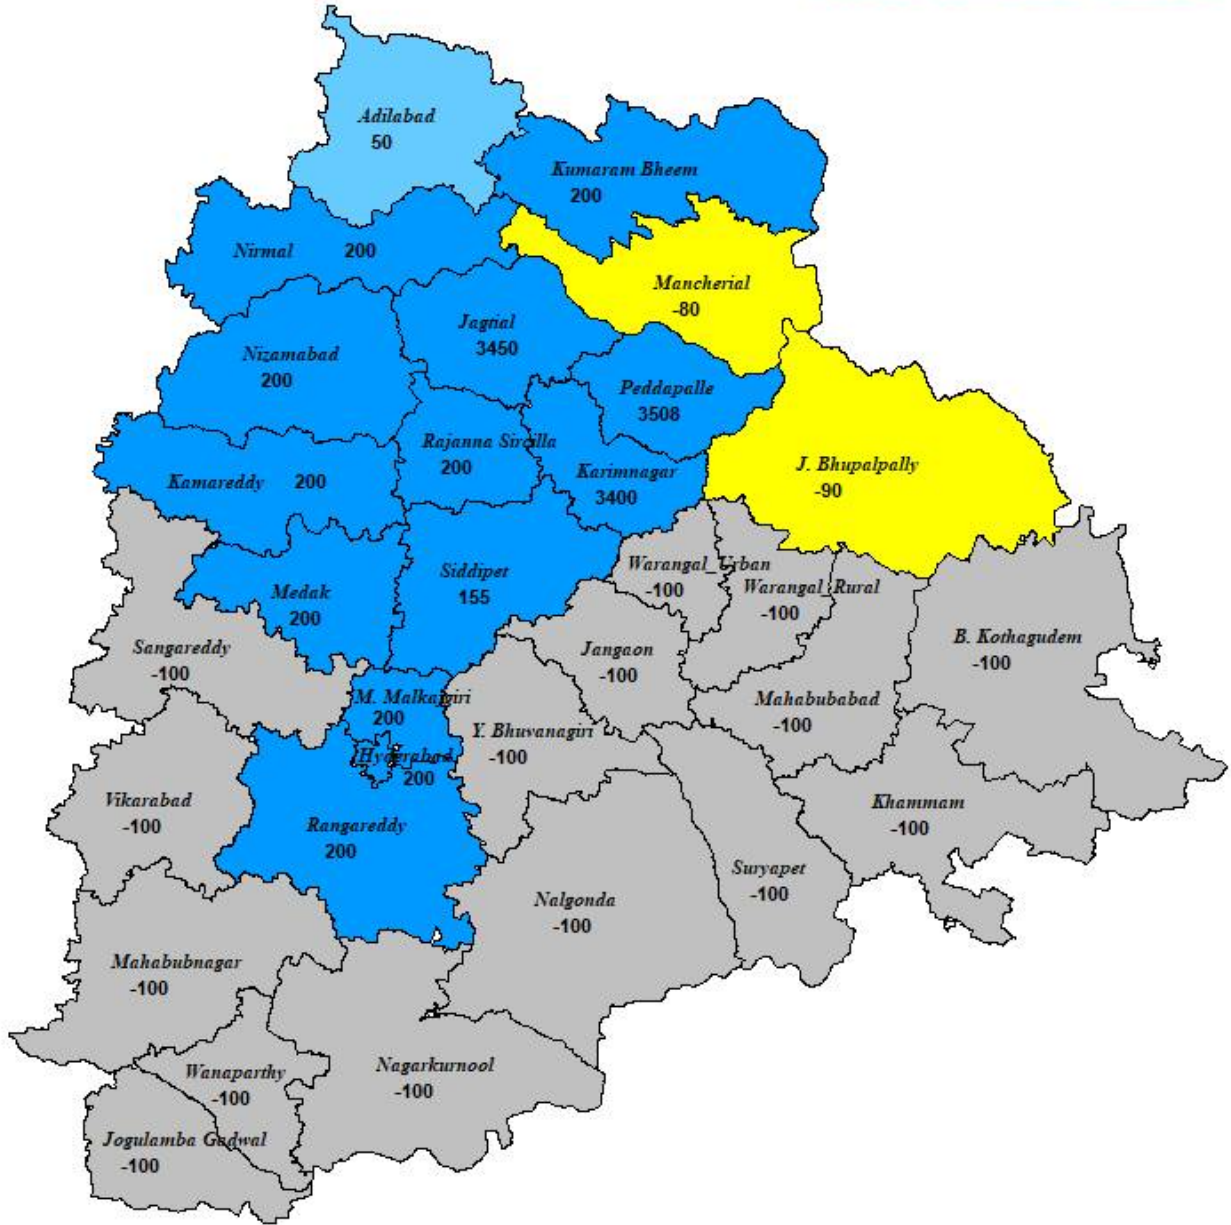 Adilabad
50
Kumaram Bheem
200
Nirmal 200
Mancherial
-80
Jagtial
3450
Nizamabad
200
Peddapalle
3508
Rajanna Sircilla
200
Karimnagar
3400
J. Bhupalpally
-90
Kamareddy 200
Warangal_Urban
-100
Siddipet
155
Warangal_Rural
-100
Medak
200
B. Kothagudem
-100
Sangareddy
-100
Jangaon
-100
M. Malkajgiri
200
Mahabubabad
-100
Y. Bhuvanagiri
-100
Hyderabad
200
Vikarabad
-100
Khammam
-100
Rangareddy
200
Suryapet
-100
Nalgonda
-100
Mahabubnagar
-100
Nagarkurnool
-100
Wanaparthy
-100
Jogulamba Gadwal
-100